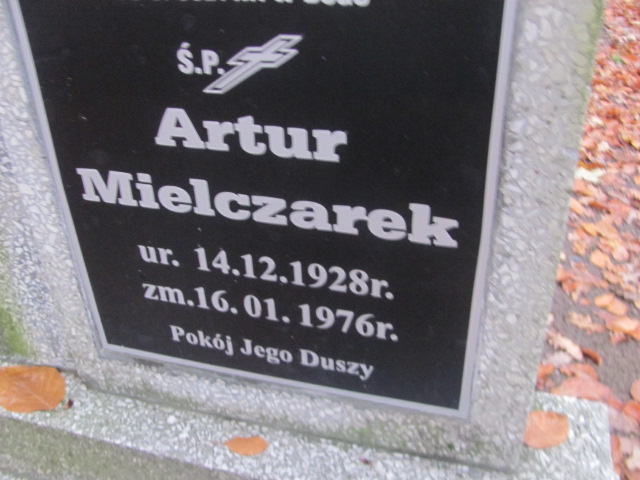 Ś.P.
Artur
Mielczarek
ur. 14.12.1928r.
zm.16.01.1976r.
Pokój Jego Duszy